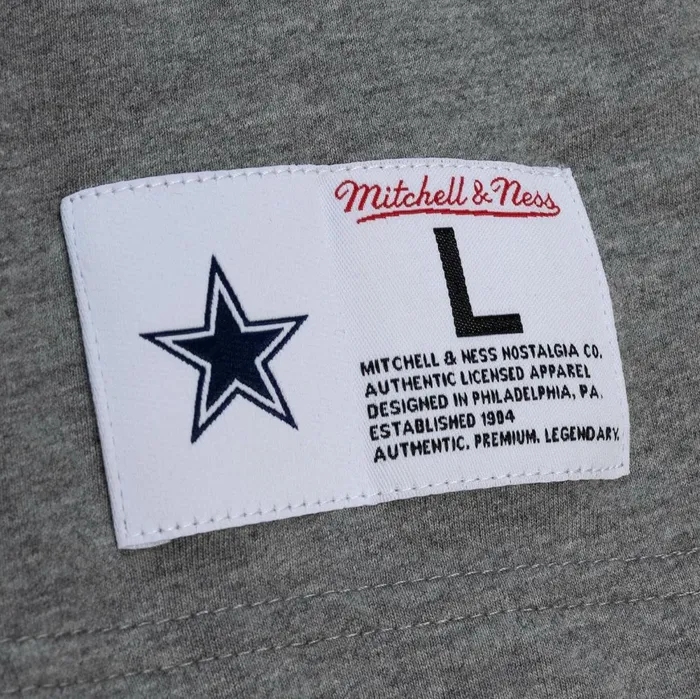 Mitchell & Ness
L
MITCHELL & NESS NOSTALGIA CO.
AUTHENTIC LICENSED APPAREL
DESIGNED IN PHILADELPHIA, PA.
ESTABLISHED 1904
AUTHENTIC. PREMIUM. LEGENDARY.